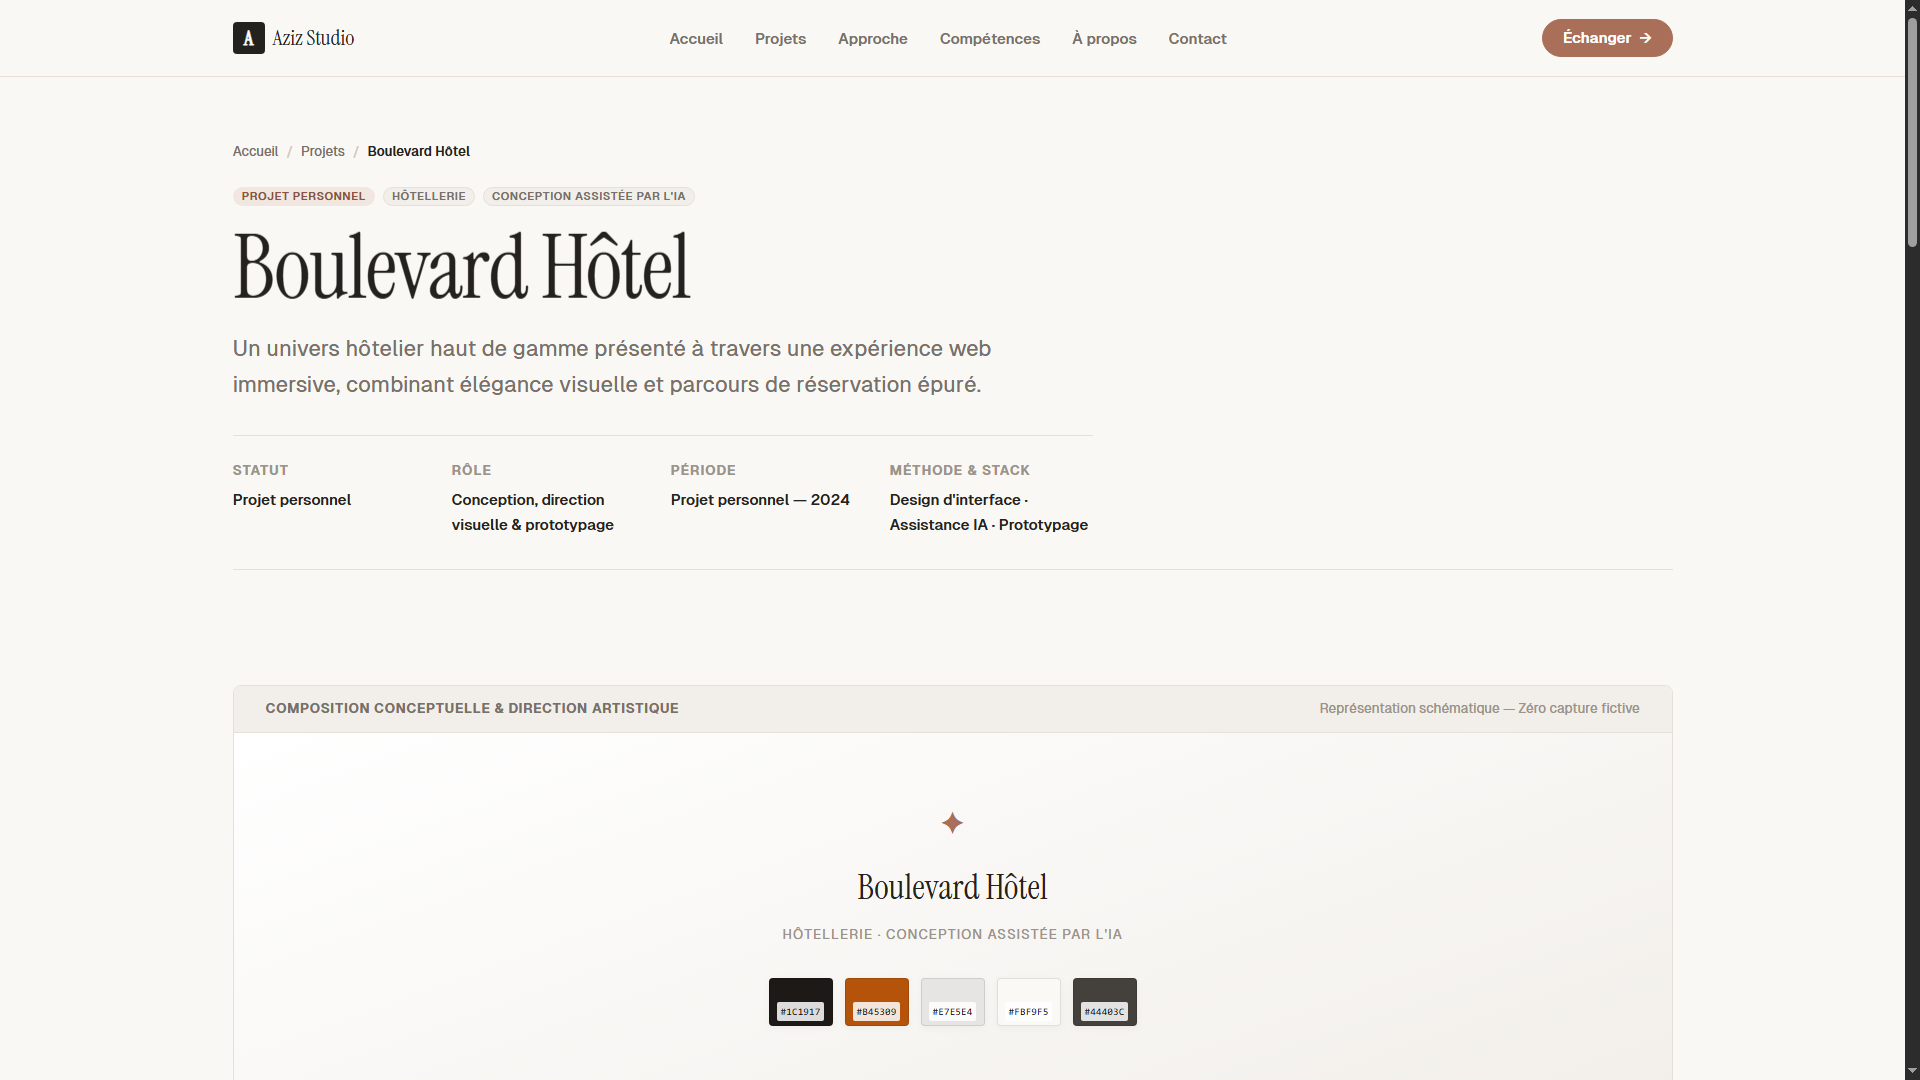 A Aziz Studio
Accueil Projets Approche Compétences À propos Contact
Échanger →
Accueil / Projets / Boulevard Hôtel
PROJET PERSONNEL HÔTELLERIE CONCEPTION ASSISTÉE PAR L'IA
Boulevard Hôtel
Un univers hôtelier haut de gamme présenté à travers une expérience web
immersive, combinant élégance visuelle et parcours de réservation épuré.
STATUT
Projet personnel
RÔLE
Conception, direction
visuelle & prototypage
PÉRIODE
Projet personnel — 2024
MÉTHODE & STACK
Design d'interface ·
Assistance IA · Prototypage
COMPOSITION CONCEPTUELLE & DIRECTION ARTISTIQUE
Représentation schématique — Zéro capture fictive
Boulevard Hôtel
HÔTELLERIE · CONCEPTION ASSISTÉE PAR L'IA
#1C1917 #B45309 #E7E5E4 #FBF9F5 #44403C